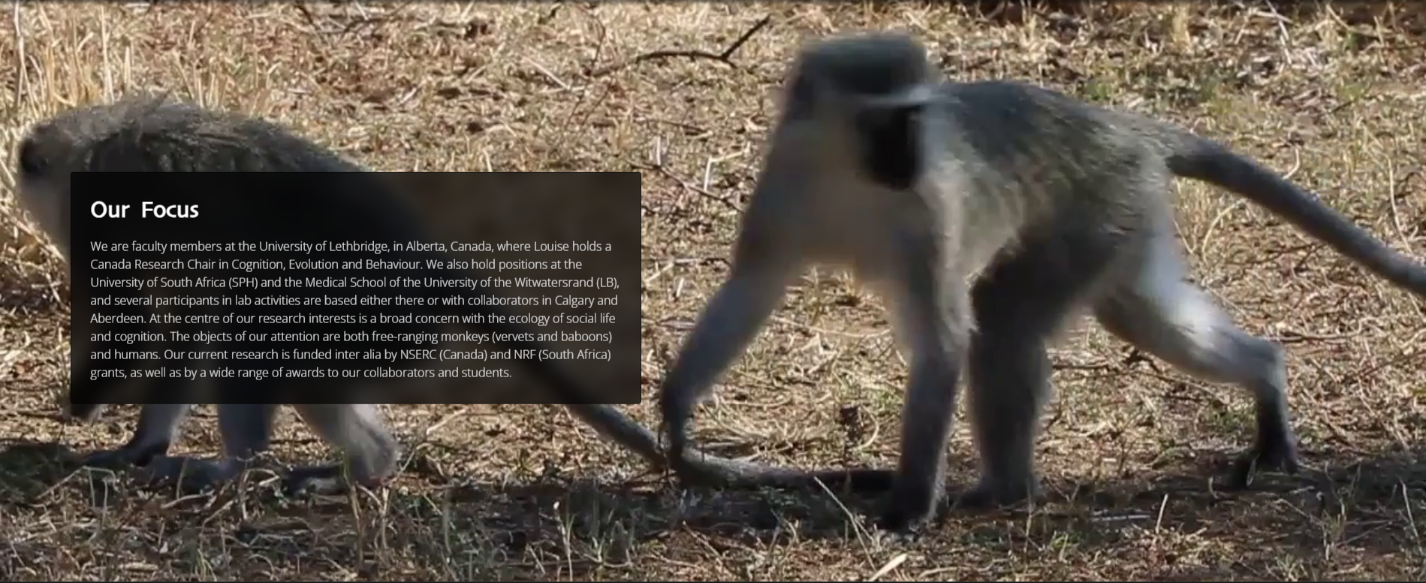 Our Focus
We are faculty members at the University of Lethbridge, in Alberta, Canada, where Louise holds a
Canada Research Chair in Cognition, Evolution and Behaviour. We also hold positions at the
University of South Africa (SPH) and the Medical School of the University of the Witwatersrand (LB),
and several participants in lab activities are based either there or with collaborators in Calgary and
Aberdeen. At the centre of our research interests is a broad concern with the ecology of social life
and cognition. The objects of our attention are both free-ranging monkeys (vervets and baboons)
and humans. Our current research is funded inter alia by NSERC (Canada) and NRF (South Africa)
grants, as well as by a wide range of awards to our collaborators and students.